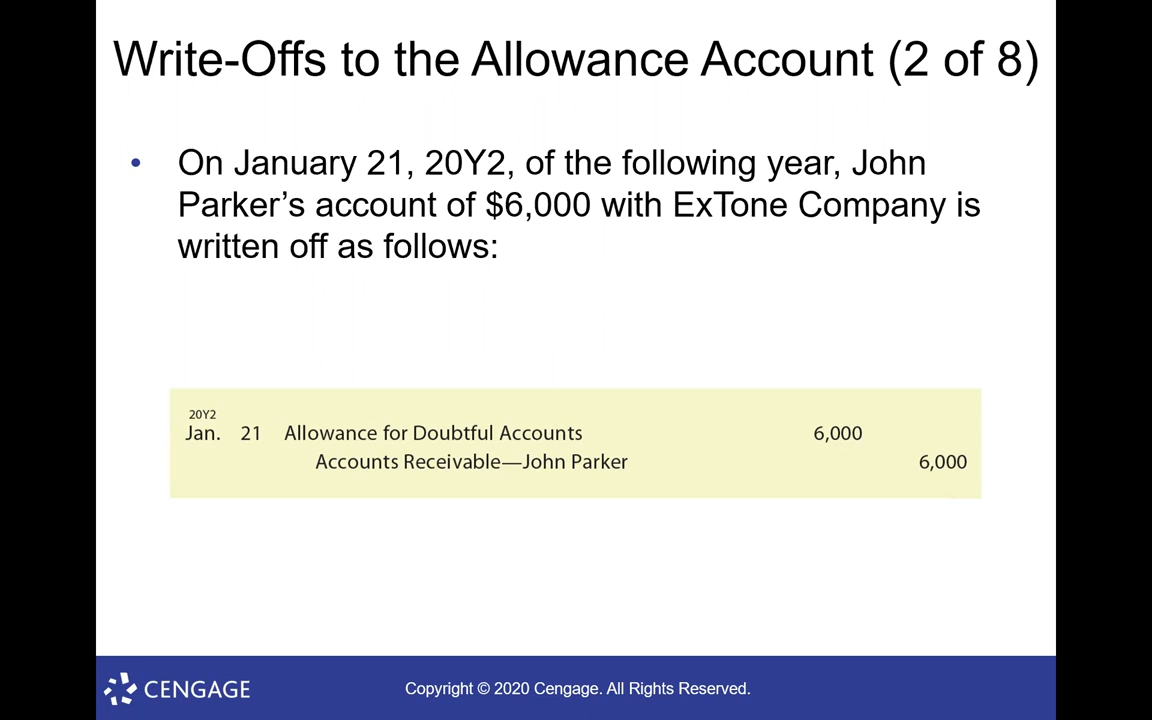 Write-Offs to the Allowance Account (2 of 8)
• On January 21, 20Y2, of the following year, John
Parker’s account of $6,000 with ExTone Company is
written off as follows:
20Y2
Jan. 21 Allowance for Doubtful Accounts 6,000
Accounts Receivable—John Parker 6,000
CENGAGE
Copyright © 2020 Cengage. All Rights Reserved.